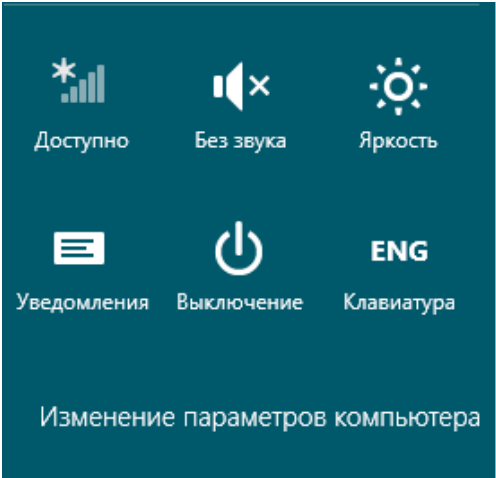 Доступно
Без звука
Яркость
ENG
Уведомления
Выключение
Клавиатура
Изменение параметров компьютера